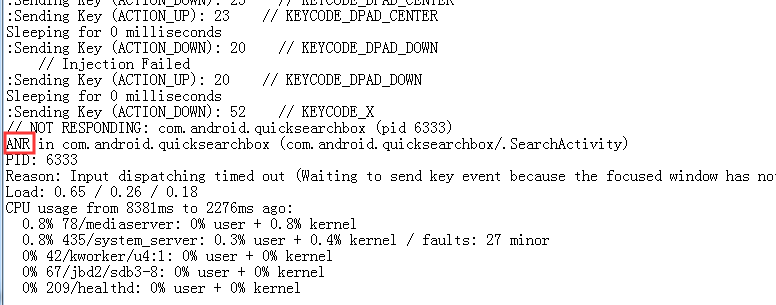 :Sending Key (ACTION_DOWN): 23    // KEYCODE_DPAD_CENTER
:Sending Key (ACTION_UP): 23    // KEYCODE_DPAD_CENTER
Sleeping for 0 milliseconds
:Sending Key (ACTION_DOWN): 20    // KEYCODE_DPAD_DOWN
    // Injection Failed
:Sending Key (ACTION_UP): 20    // KEYCODE_DPAD_DOWN
Sleeping for 0 milliseconds
:Sending Key (ACTION_DOWN): 52    // KEYCODE_X
// NOT RESPONDING: com.android.quicksearchbox (pid 6333)
ANR in com.android.quicksearchbox (com.android.quicksearchbox/.SearchActivity)
PID: 6333
Reason: Input dispatching timed out (Waiting to send key event because the focused window has not
Load: 0.65 / 0.26 / 0.18
CPU usage from 8381ms to 2276ms ago:
  0.8% 78/mediaserver: 0% user + 0.8% kernel
  0.8% 435/system_server: 0.3% user + 0.4% kernel / faults: 27 minor
  0% 42/kworker/u4:1: 0% user + 0% kernel
  0% 67/jbd2/sdb3-8: 0% user + 0% kernel
  0% 209/healthd: 0% user + 0% kernel